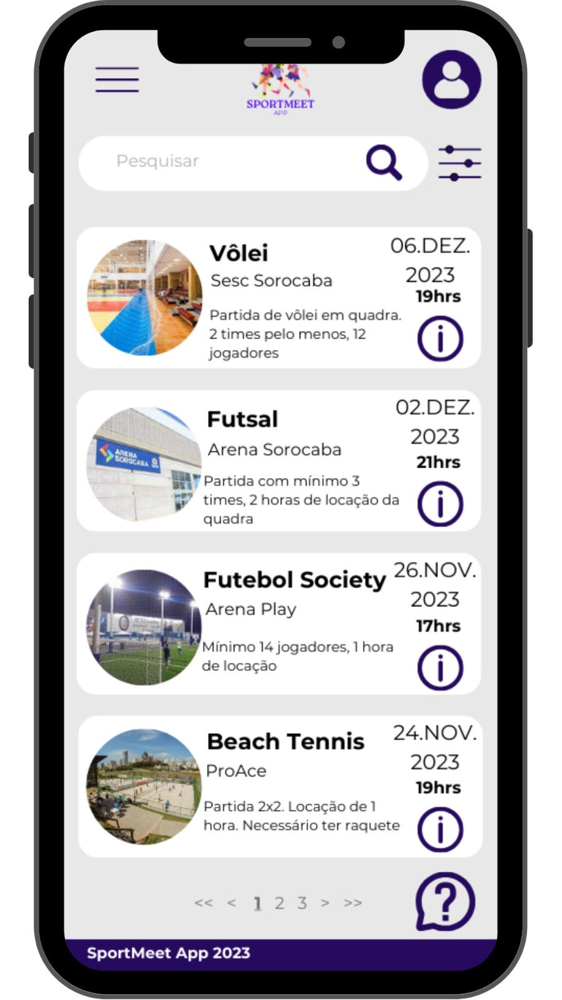 SPORTMEET
APP
Pesquisar
Vôlei
Sesc Sorocaba
Partida de vôlei em quadra.
2 times pelo menos, 12
jogadores
06.DEZ.
2023
19hrs
Futsal
Arena Sorocaba
Partida com mínimo 3
times, 2 horas de locação da
quadra
02.DEZ.
2023
21hrs
ARENA
SOROCABA
Futebol Society
Arena Play
Mínimo 14 jogadores, 1 hora
de locação
26.NOV.
2023
17hrs
Beach Tennis
ProAce
Partida 2x2. Locação de 1
hora. Necessário ter raquete
24.NOV.
2023
19hrs
<< < 1 2 3 > >>
SportMeet App 2023